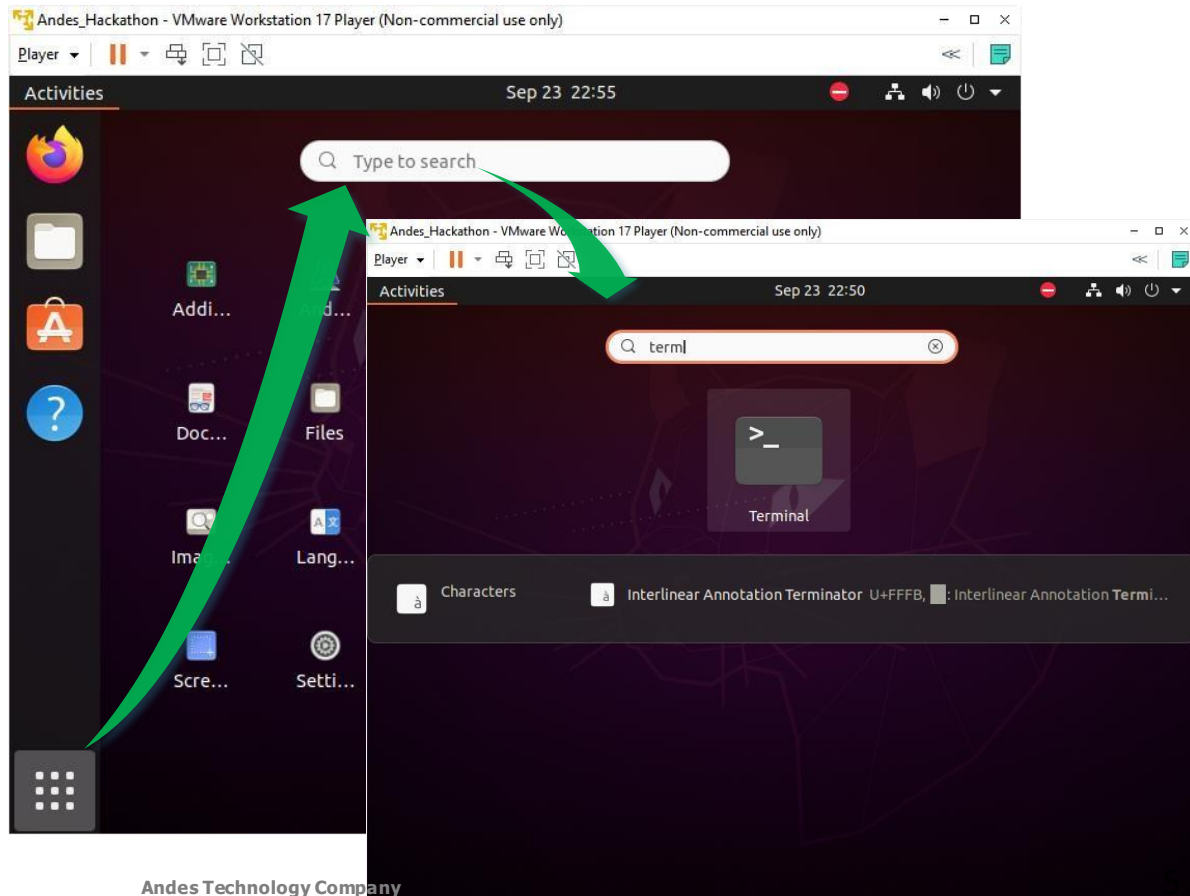 Andes_Hackathon - VMware Workstation 17 Player (Non-commercial use only)
Player
Activities
Sep 23 22:55
Type to search
Addi...
And...
Doc...
Files
Lang...
Scre...
Setti...
Andes_Hackathon - VMware Workstation 17 Player (Non-commercial use only)
Player
Activities
Sep 23 22:50
term
Terminal
Characters
Interlinear Annotation Terminator U+FFFB, : Interlinear Annotation Termi...
Andes Technology Company